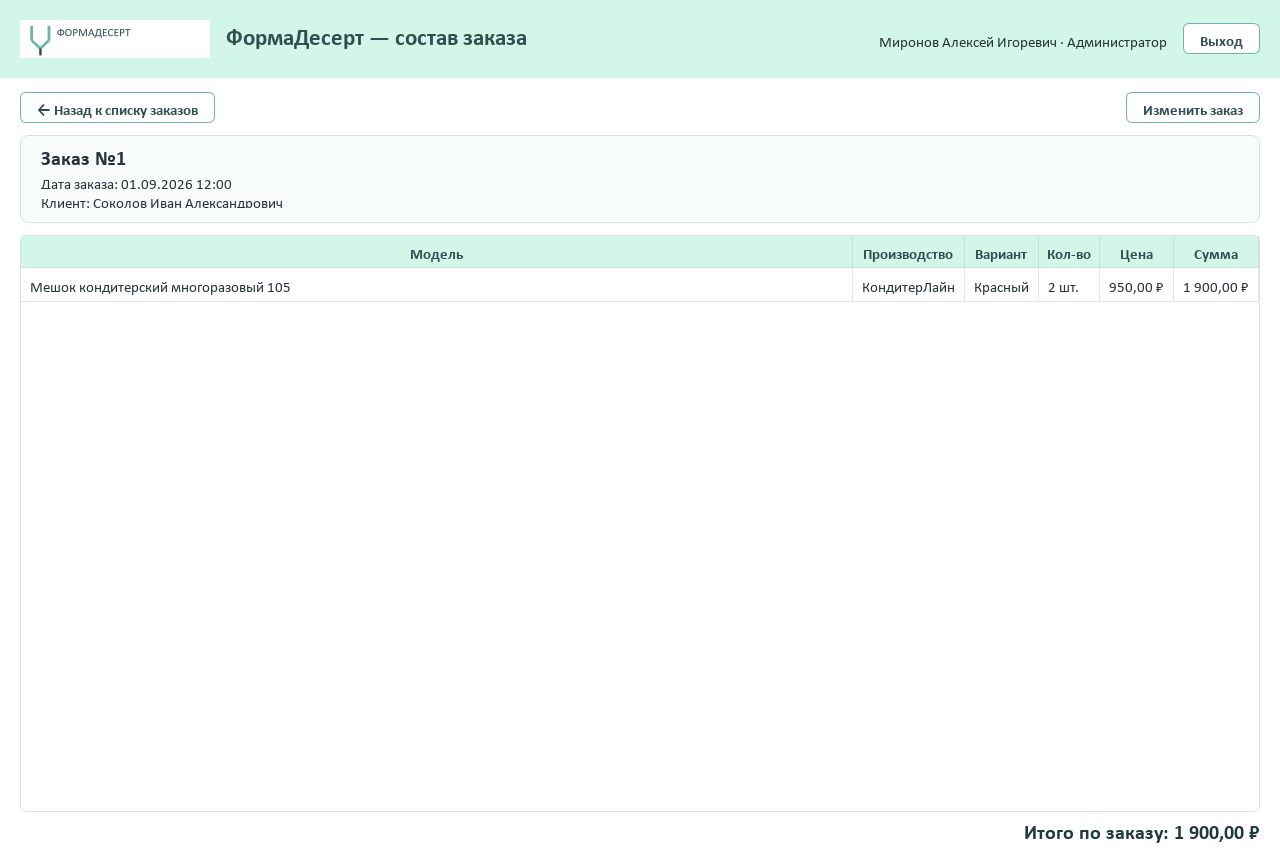 ФОРМАДЕСЕРТ
ФормаДесерт — состав заказа
Миронов Алексей Игоревич · Администратор
Выход
← Назад к списку заказов
Изменить заказ
Заказ №1
Дата заказа: 01.09.2026 12:00
Клиент: Соколов Иван Александрович
Модель Производство Вариант Кол-во Цена Сумма
Мешок кондитерский многоразовый 105 КондитерЛайн Красный 2 шт. 950,00 ₽ 1 900,00 ₽
Итого по заказу: 1 900,00 ₽